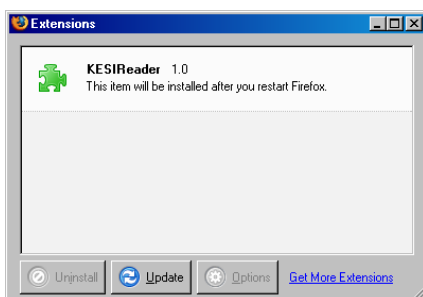 Extensions
KESIReader 1.0
This item will be installed after you restart Firefox.
Uninstall Update Options Get More Extensions